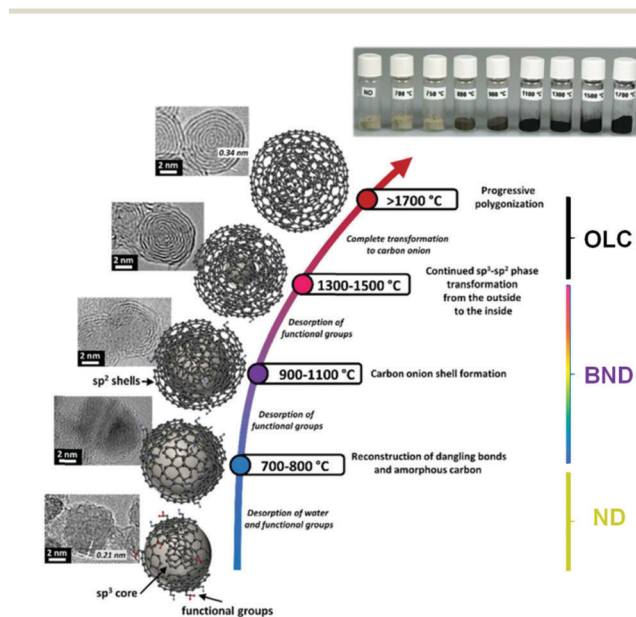 ND
700 °C
750 °C
800 °C
900 °C
1100 °C
1300 °C
1500 °C
1700 °C
0.34 nm
2 nm
>1700 °C
Progressive
polygonization
OLC
Complete transformation
to carbon onion
2 nm
1300-1500 °C
Continued sp³-sp² phase
transformation
from the outside
to the inside
Desorption of
functional groups
2 nm
sp² shells
900-1100 °C
Carbon onion shell formation
BND
Desorption of
functional groups
2 nm
700-800 °C
Reconstruction of dangling bonds
and amorphous carbon
Desorption of water
and functional groups
ND
2 nm
0.21 nm
sp³ core
functional groups